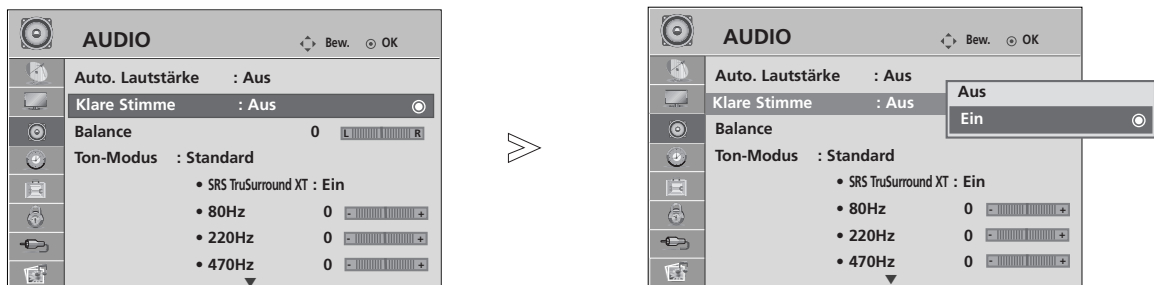 AUDIO
Bew. OK
Auto. Lautstärke : Aus
Klare Stimme : Aus
Balance 0 L R
Ton-Modus : Standard
• SRS TruSurround XT : Ein
• 80Hz 0 - +
• 220Hz 0 - +
• 470Hz 0 - +
AUDIO
Bew. OK
Auto. Lautstärke : Aus
Klare Stimme : Aus
Aus
Ein
Balance
Ton-Modus : Standard
• SRS TruSurround XT : Ein
• 80Hz 0 - +
• 220Hz 0 - +
• 470Hz 0 - +